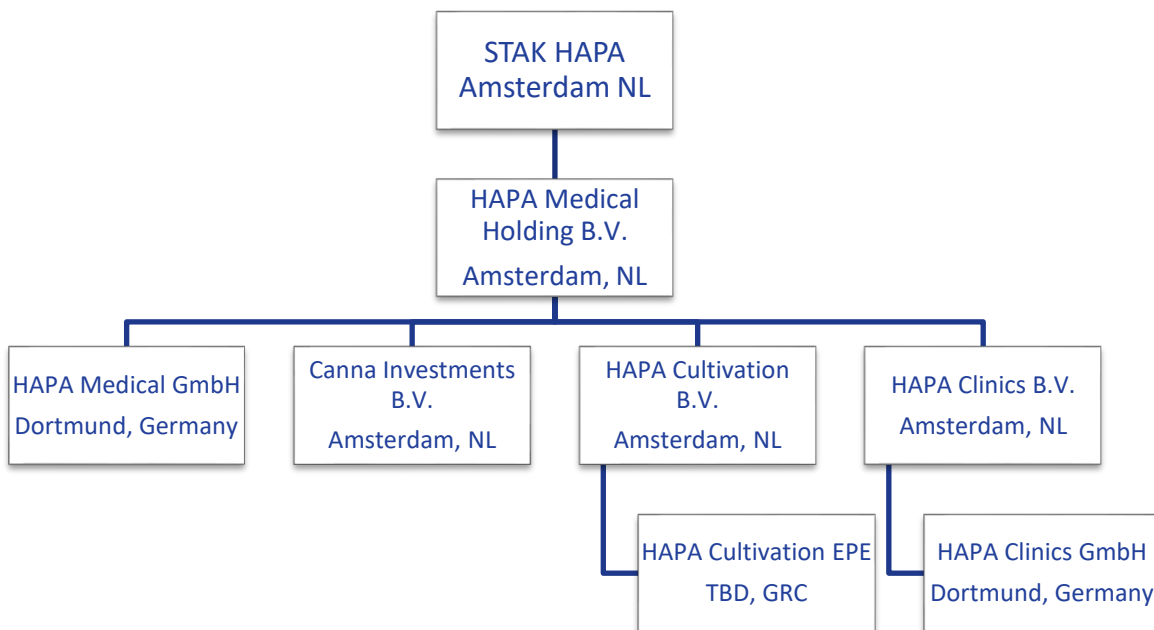 STAK HAPA
Amsterdam NL
HAPA Medical
Holding B.V.
Amsterdam, NL
HAPA Medical GmbH
Dortmund, Germany
Canna Investments
B.V.
Amsterdam, NL
HAPA Cultivation
B.V.
Amsterdam, NL
HAPA Clinics B.V.
Amsterdam, NL
HAPA Cultivation EPE
TBD, GRC
HAPA Clinics GmbH
Dortmund, Germany